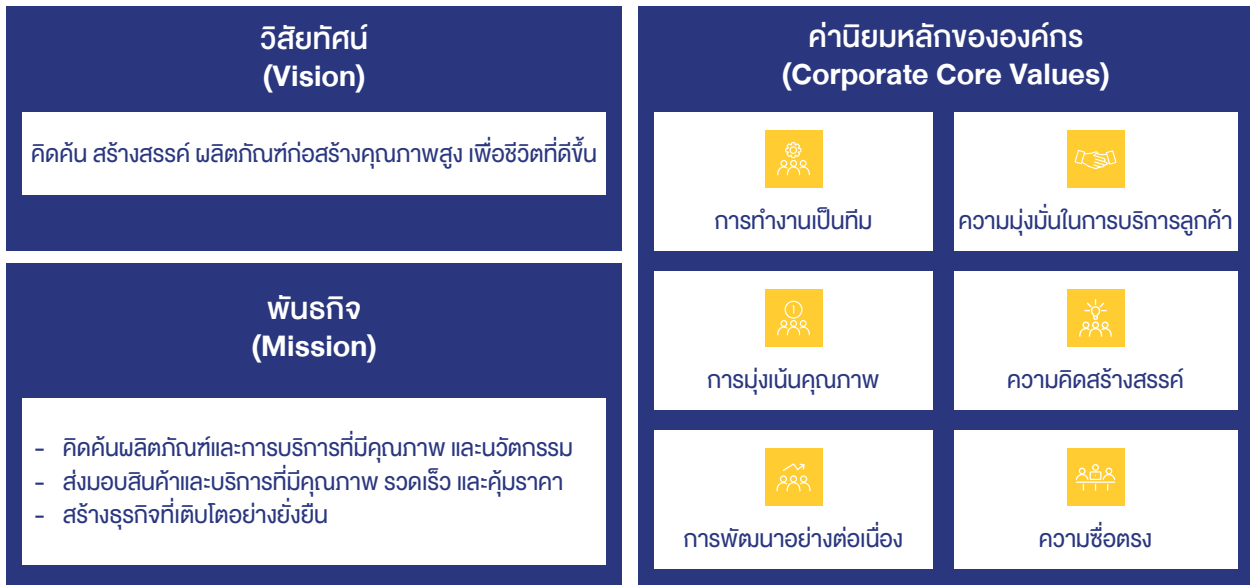 วิสัยทัศน์
(Vision)
คิดค้น สร้างสรรค์ ผลิตภัณฑ์ก่อสร้างคุณภาพสูง เพื่อชีวิตที่ดีขึ้น
พันธกิจ
(Mission)
- คิดค้นผลิตภัณฑ์และการบริการที่มีคุณภาพ และนวัตกรรม
- ส่งมอบสินค้าและบริการที่มีคุณภาพ รวดเร็ว และคุ้มราคา
- สร้างธุรกิจที่เติบโตอย่างยั่งยืน
ค่านิยมหลักขององค์กร
(Corporate Core Values)
การทำงานเป็นทีม
ความมุ่งมั่นในการบริการลูกค้า
1
การมุ่งเน้นคุณภาพ
ความคิดสร้างสรรค์
การพัฒนาอย่างต่อเนื่อง
ความซื่อตรง